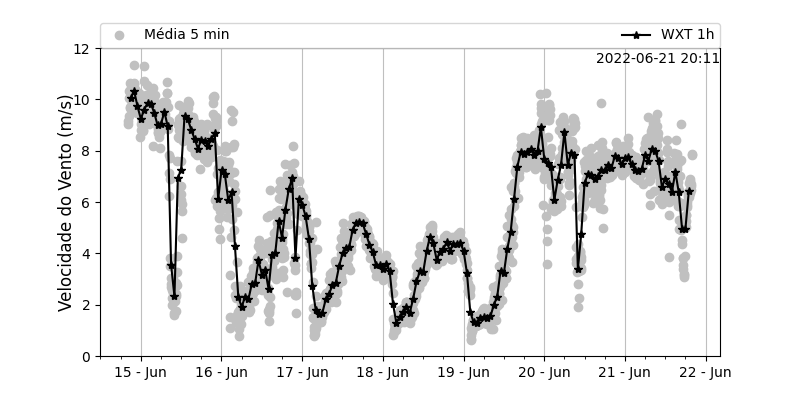 Média 5 min
WXT 1h
2022-06-21 20:11
Velocidade do Vento (m/s)
12
10
8
6
4
2
0
15 - Jun 16 - Jun 17 - Jun 18 - Jun 19 - Jun 20 - Jun 21 - Jun 22 - Jun